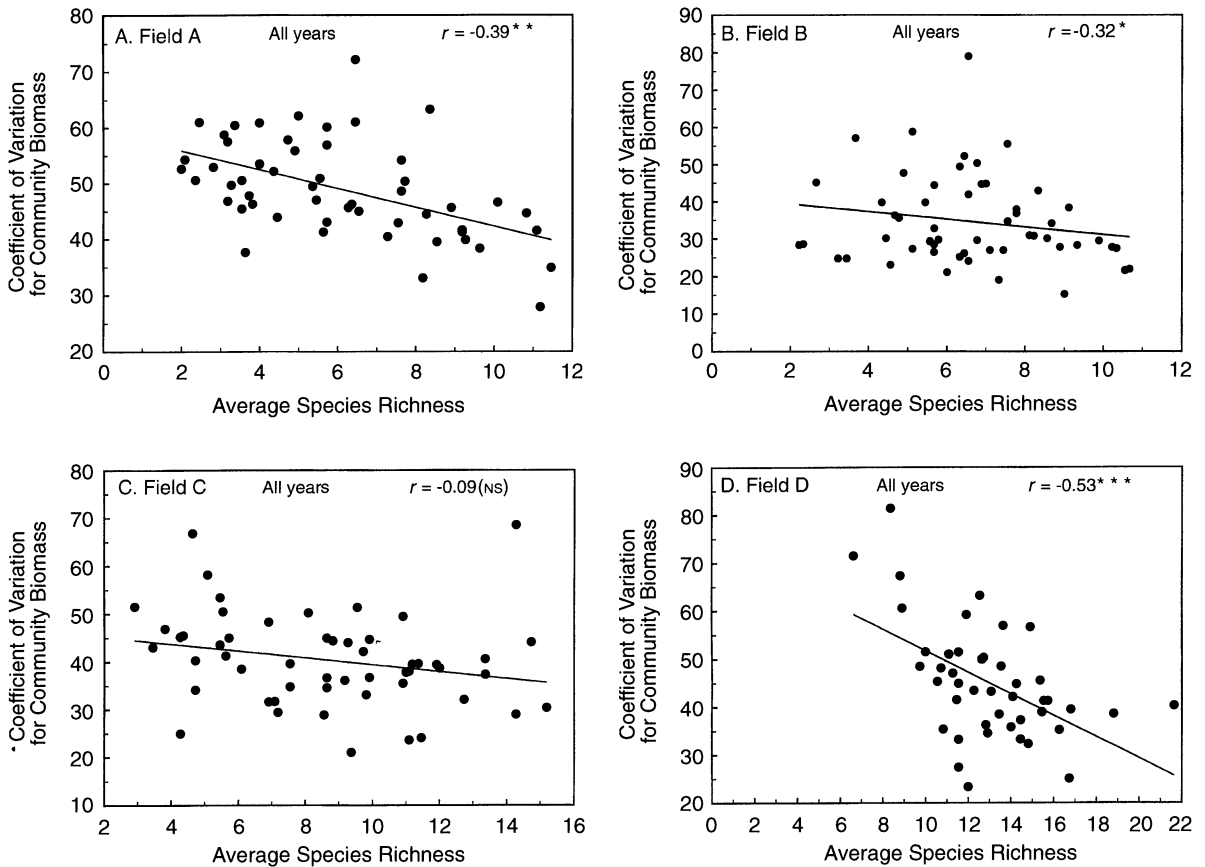 A. Field A All years r = -0.39**
Coefficient of Variation
for Community Biomass
80
70
60
50
40
30
20
0 2 4 6 8 10 12
Average Species Richness
B. Field B All years r = -0.32*
Coefficient of Variation
for Community Biomass
90
80
70
60
50
40
30
20
10
0
0 2 4 6 8 10 12
Average Species Richness
C. Field C All years r = -0.09(NS)
Coefficient of Variation
for Community Biomass
80
70
60
50
40
30
20
10
2 4 6 8 10 12 14 16
Average Species Richness
D. Field D All years r = -0.53***
Coefficient of Variation
for Community Biomass
90
80
70
60
50
40
30
20
0 2 4 6 8 10 12 14 16 18 20 22
Average Species Richness